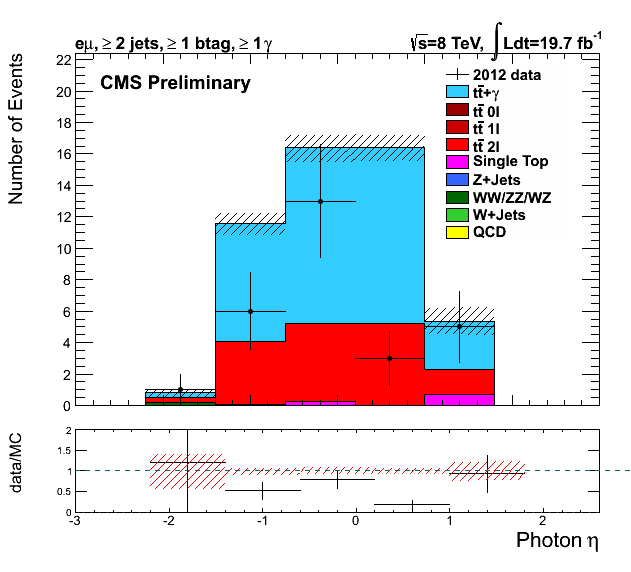 eμ, ≥ 2 jets, ≥ 1 btag, ≥ 1 γ
√s=8 TeV, ∫ Ldt=19.7 fb⁻¹
CMS Preliminary
2012 data
tt̄+γ
tt̄ 0l
tt̄ 1l
tt̄ 2l
Single Top
Z+Jets
WW/ZZ/WZ
W+Jets
QCD
Number of Events
22
20
18
16
14
12
10
8
6
4
2
0
data/MC
2
1.5
1
0.5
0
-3 -2 -1 0 1 2
Photon η